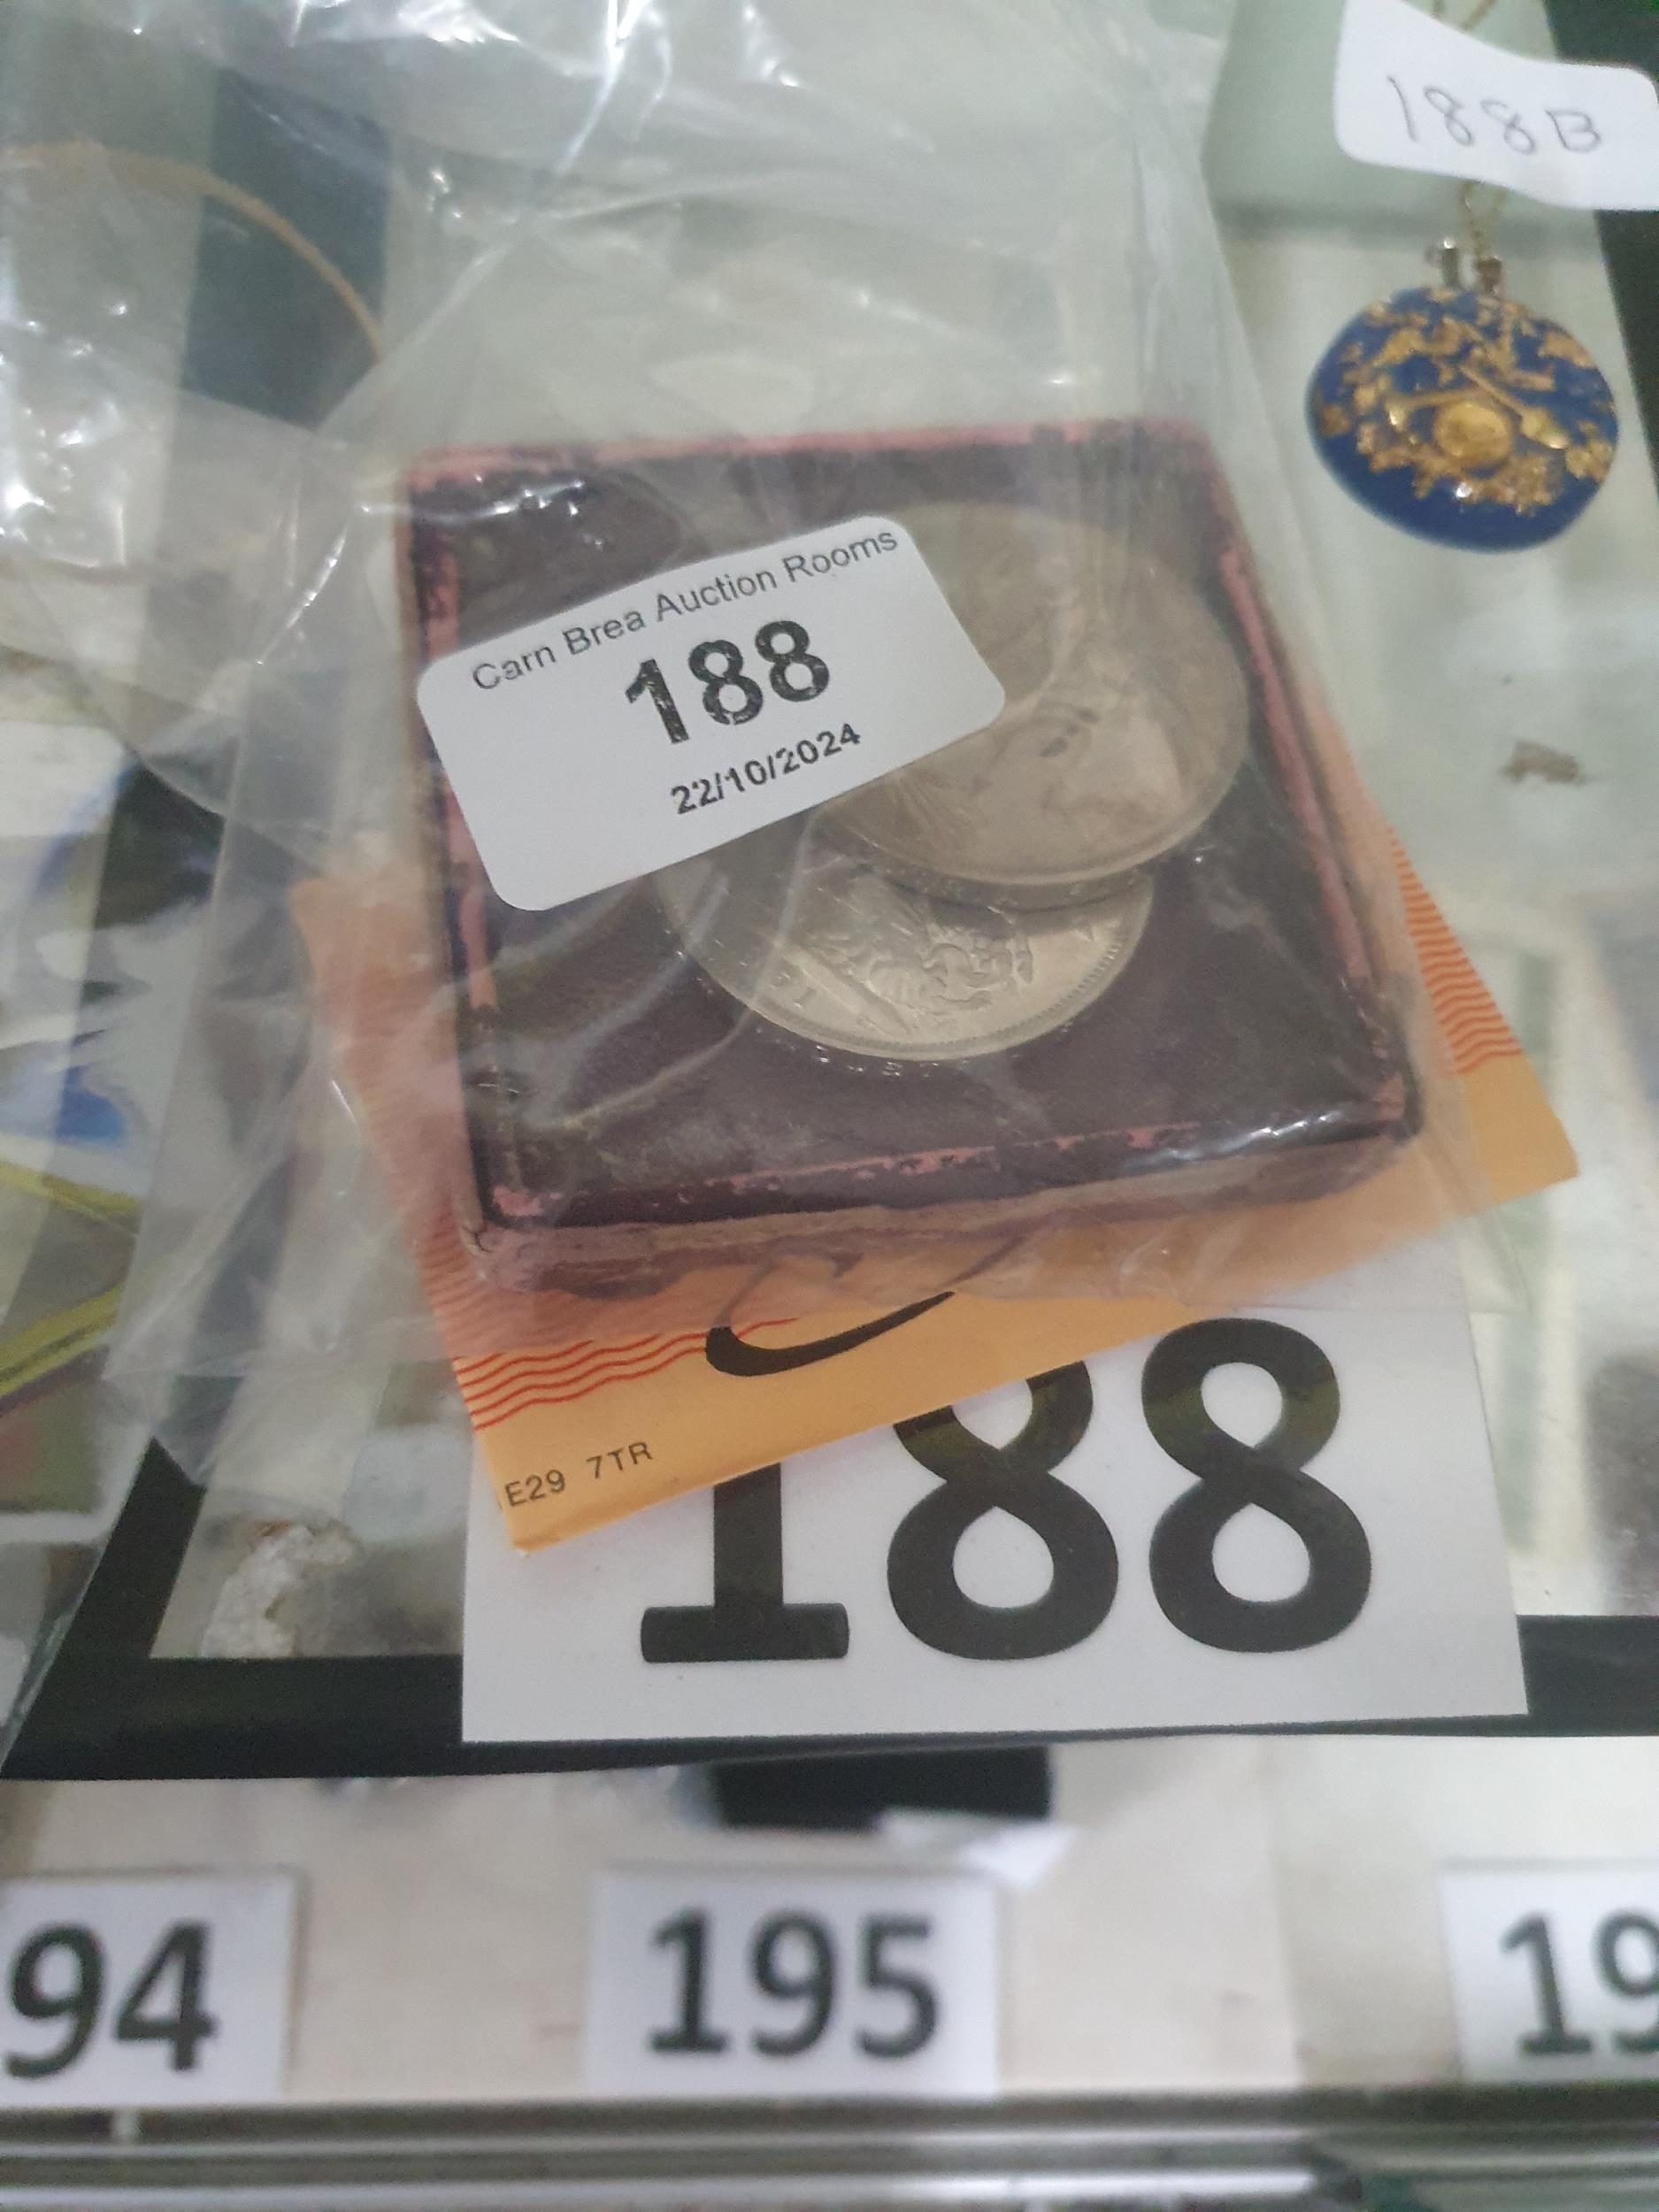 188B
Carn Brea Auction Rooms
188
22/10/2024
E29 7TR
188
94
195
19